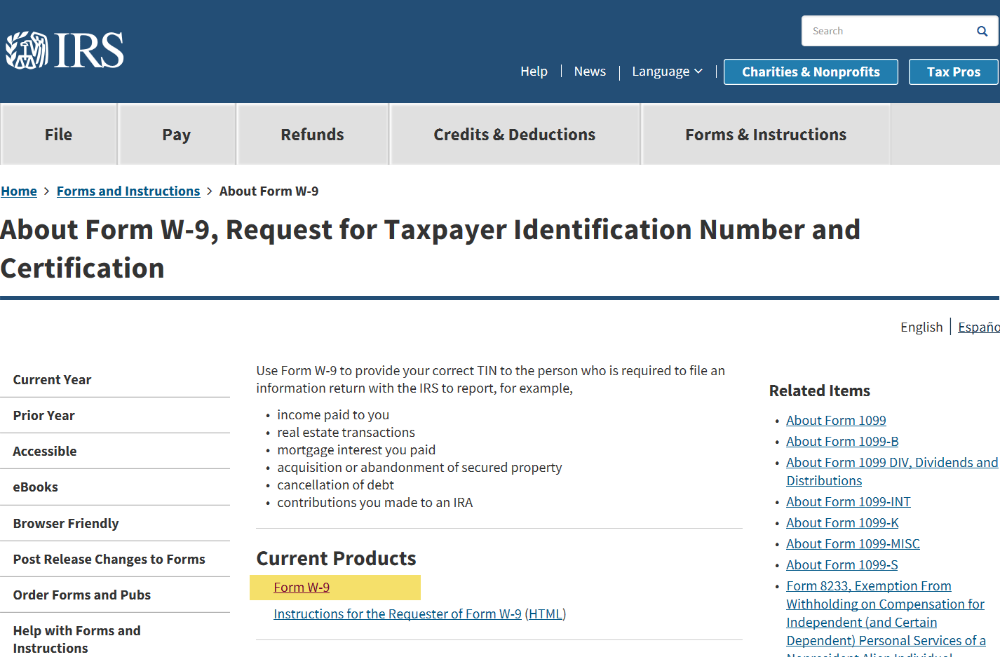 IRS
Search
Help
News
Language
Charities & Nonprofits
Tax Pros
File
Pay
Refunds
Credits & Deductions
Forms & Instructions
Home > Forms and Instructions > About Form W-9
About Form W-9, Request for Taxpayer Identification Number and
Certification
English | Españo
Current Year
Prior Year
Accessible
eBooks
Browser Friendly
Post Release Changes to Forms
Order Forms and Pubs
Help with Forms and
Instructions
Use Form W-9 to provide your correct TIN to the person who is required to file an
information return with the IRS to report, for example,
• income paid to you
• real estate transactions
• mortgage interest you paid
• acquisition or abandonment of secured property
• cancellation of debt
• contributions you made to an IRA
Current Products
Form W-9
Instructions for the Requester of Form W-9 (HTML)
Related Items
• About Form 1099
• About Form 1099-B
• About Form 1099 DIV, Dividends and
Distributions
• About Form 1099-INT
• About Form 1099-K
• About Form 1099-MISC
• About Form 1099-S
• Form 8233, Exemption From
Withholding on Compensation for
Independent (and Certain
Dependent) Personal Services of a
Nonresident Alien Individual